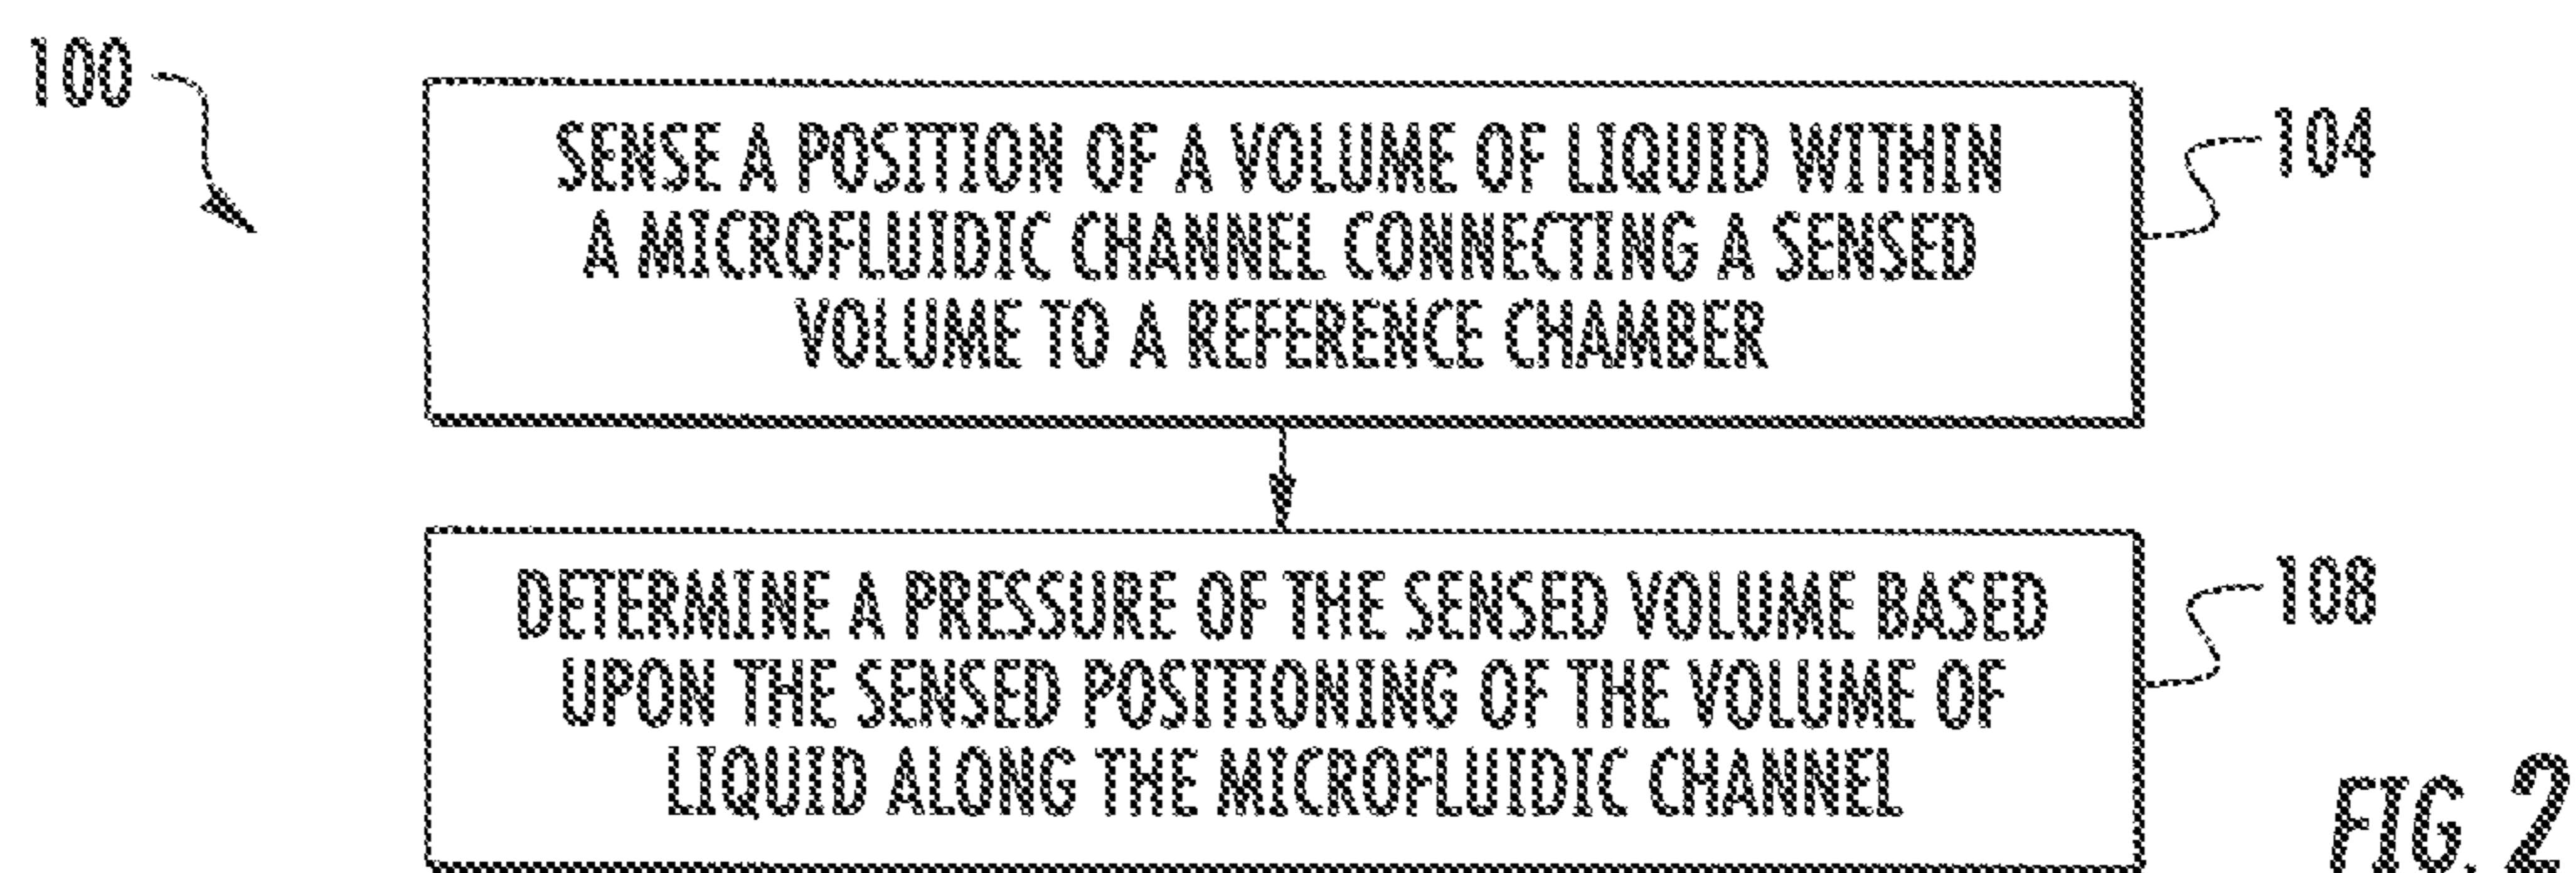 100
SENSE A POSITION OF A VOLUME OF LIQUID WITHIN
A MICROFLUIDIC CHANNEL CONNECTING A SENSED
VOLUME TO A REFERENCE CHAMBER
104
DETERMINE A PRESSURE OF THE SENSED VOLUME BASED
UPON THE SENSED POSITIONING OF THE VOLUME OF
LIQUID ALONG THE MICROFLUIDIC CHANNEL
108
FIG. 2